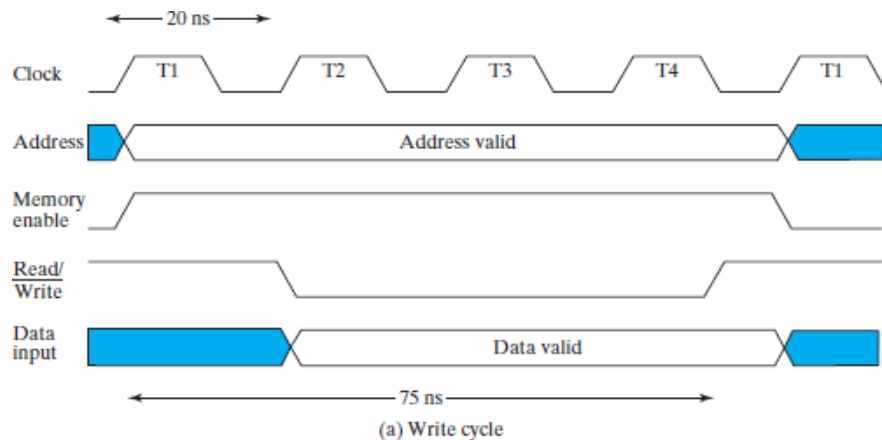 20 ns
Clock T1 T2 T3 T4 T1
Address Address valid
Memory
enable
Read/
Write
Data
input Data valid
75 ns
(a) Write cycle